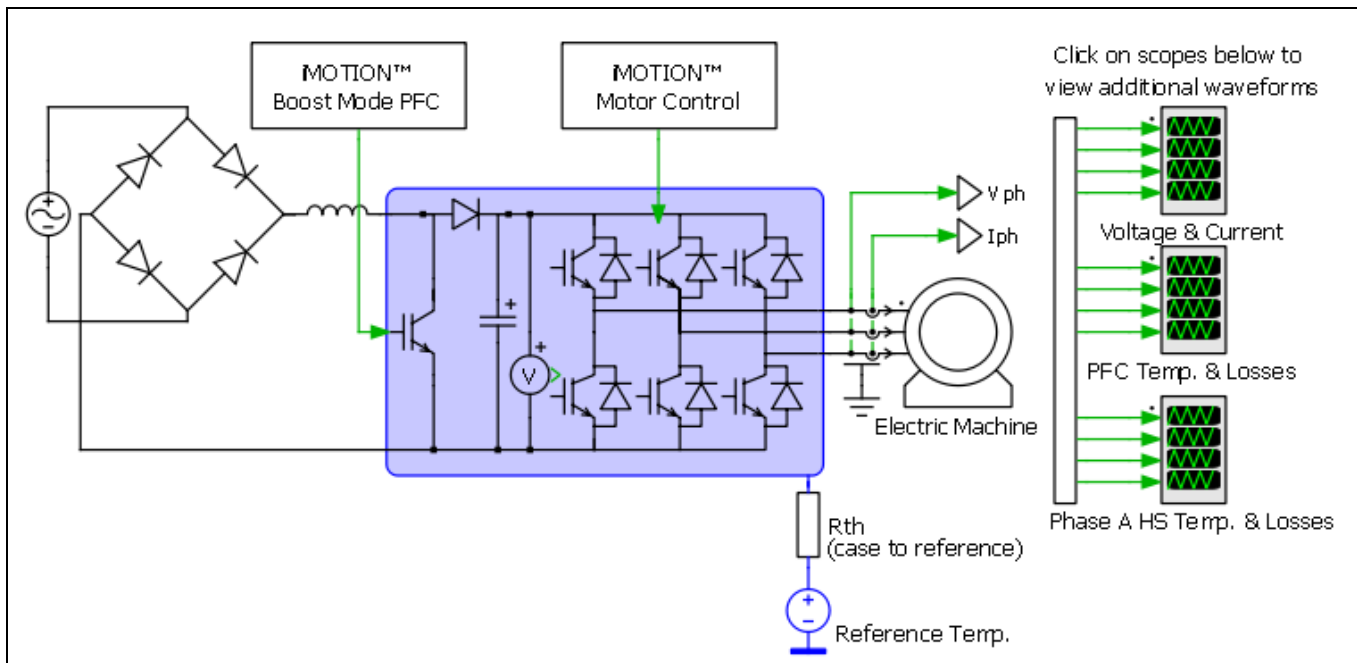 iMOTION™
Boost Mode PFC
iMOTION™
Motor Control
Click on scopes below to
view additional waveforms
V ph
Iph
Voltage & Current
V
PFC Temp. & Losses
Electric Machine
Phase A HS Temp. & Losses
Rth
(case to reference)
Reference Temp.